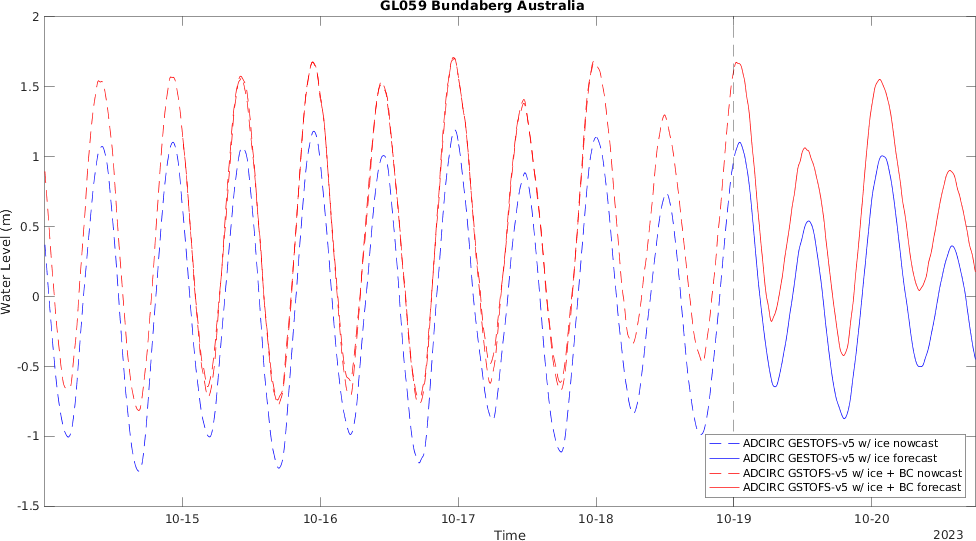 GL059 Bundaberg Australia
2
1.5
1
0.5
0
-0.5
-1
-1.5
Water Level (m)
ADCIRC GESTOFS-v5 w/ ice nowcast
ADCIRC GESTOFS-v5 w/ ice forecast
ADCIRC GSTOFS-v5 w/ ice + BC nowcast
ADCIRC GSTOFS-v5 w/ ice + BC forecast
10-15 10-16 10-17 10-18 10-19 10-20
Time
2023